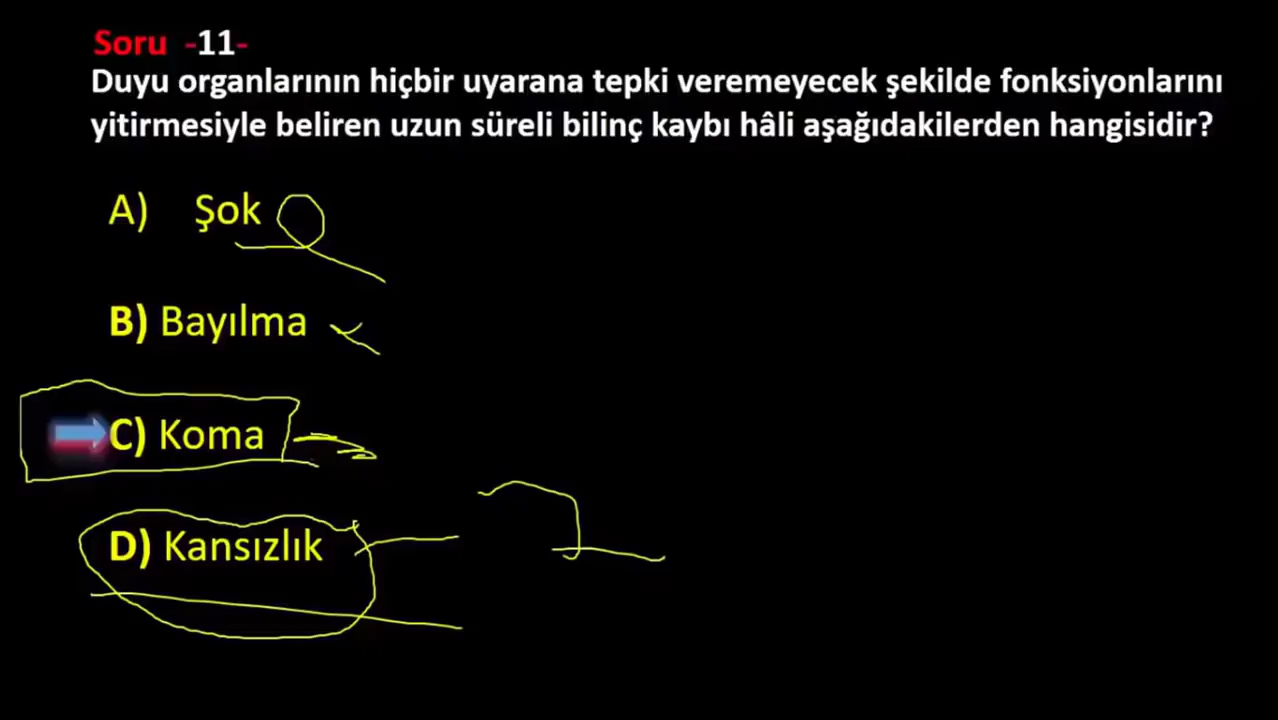 Soru -11-
Duyu organlarının hiçbir uyarana tepki veremeyecek şekilde fonksiyonlarını
yitirmesiyle beliren uzun süreli bilinç kaybı hâli aşağıdakilerden hangisidir?
A) Şok
B) Bayılma
C) Koma
D) Kansızlık